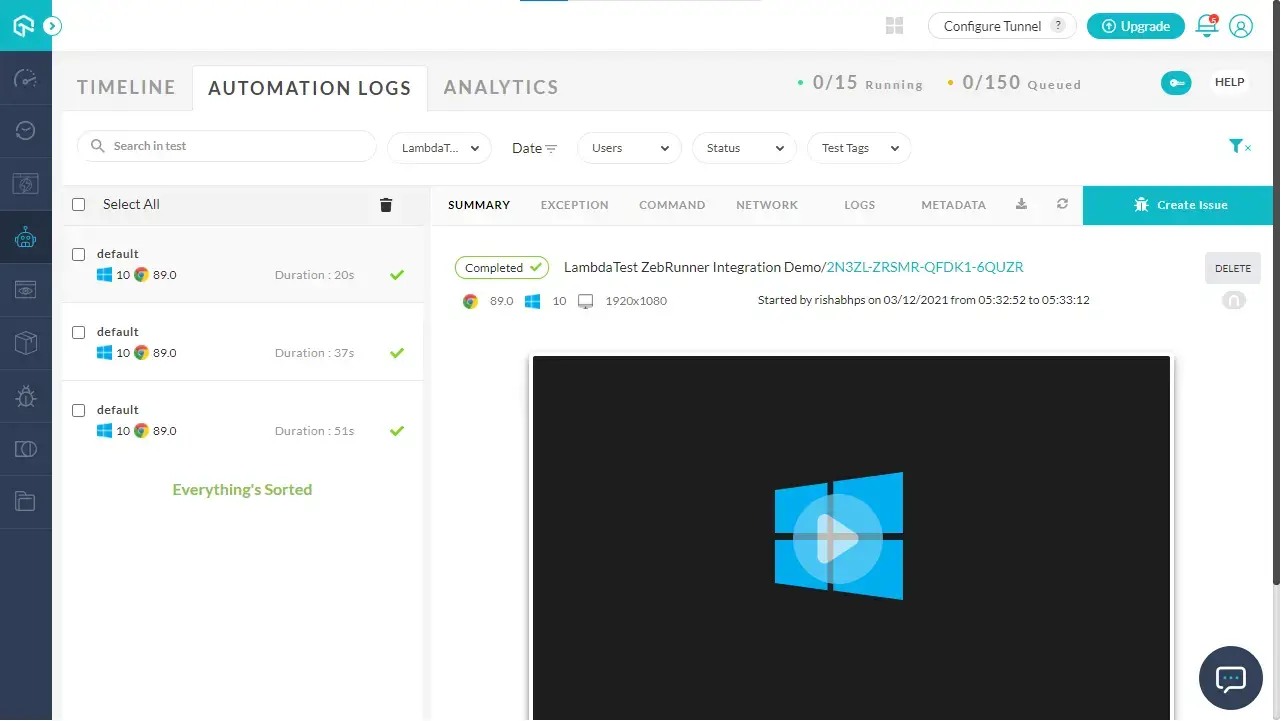 Configure Tunnel ?
Upgrade
5
TIMELINE
AUTOMATION LOGS
ANALYTICS
0/15 Running
0/150 Queued
HELP
Search in test
LambdaT...
Date
Users
Status
Test Tags
Select All
SUMMARY
EXCEPTION
COMMAND
NETWORK
LOGS
METADATA
Create Issue
default
10 89.0 Duration : 20s
default
10 89.0 Duration : 37s
default
10 89.0 Duration : 51s
Everything's Sorted
Completed
LambdaTest ZebRunner Integration Demo/2N3ZL-ZRSMR-QFDK1-6QUZR
DELETE
89.0 10 1920x1080
Started by rishabhps on 03/12/2021 from 05:32:52 to 05:33:12